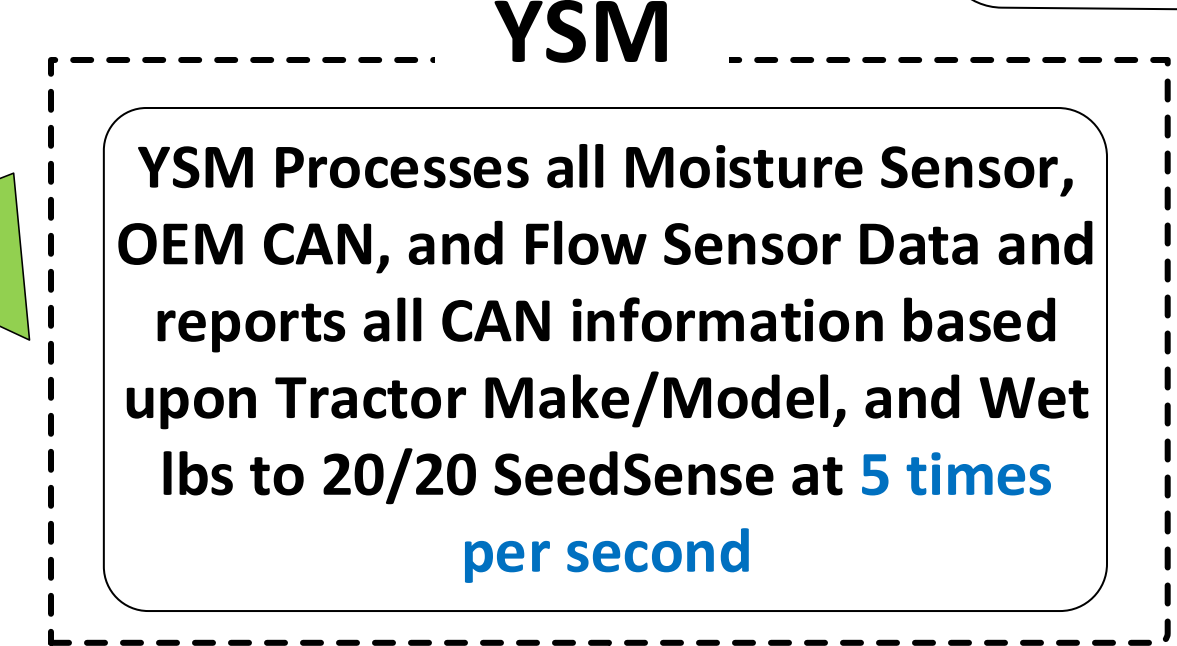 YSM
YSM Processes all Moisture Sensor,
OEM CAN, and Flow Sensor Data and
reports all CAN information based
upon Tractor Make/Model, and Wet
lbs to 20/20 SeedSense at 5 times
per second